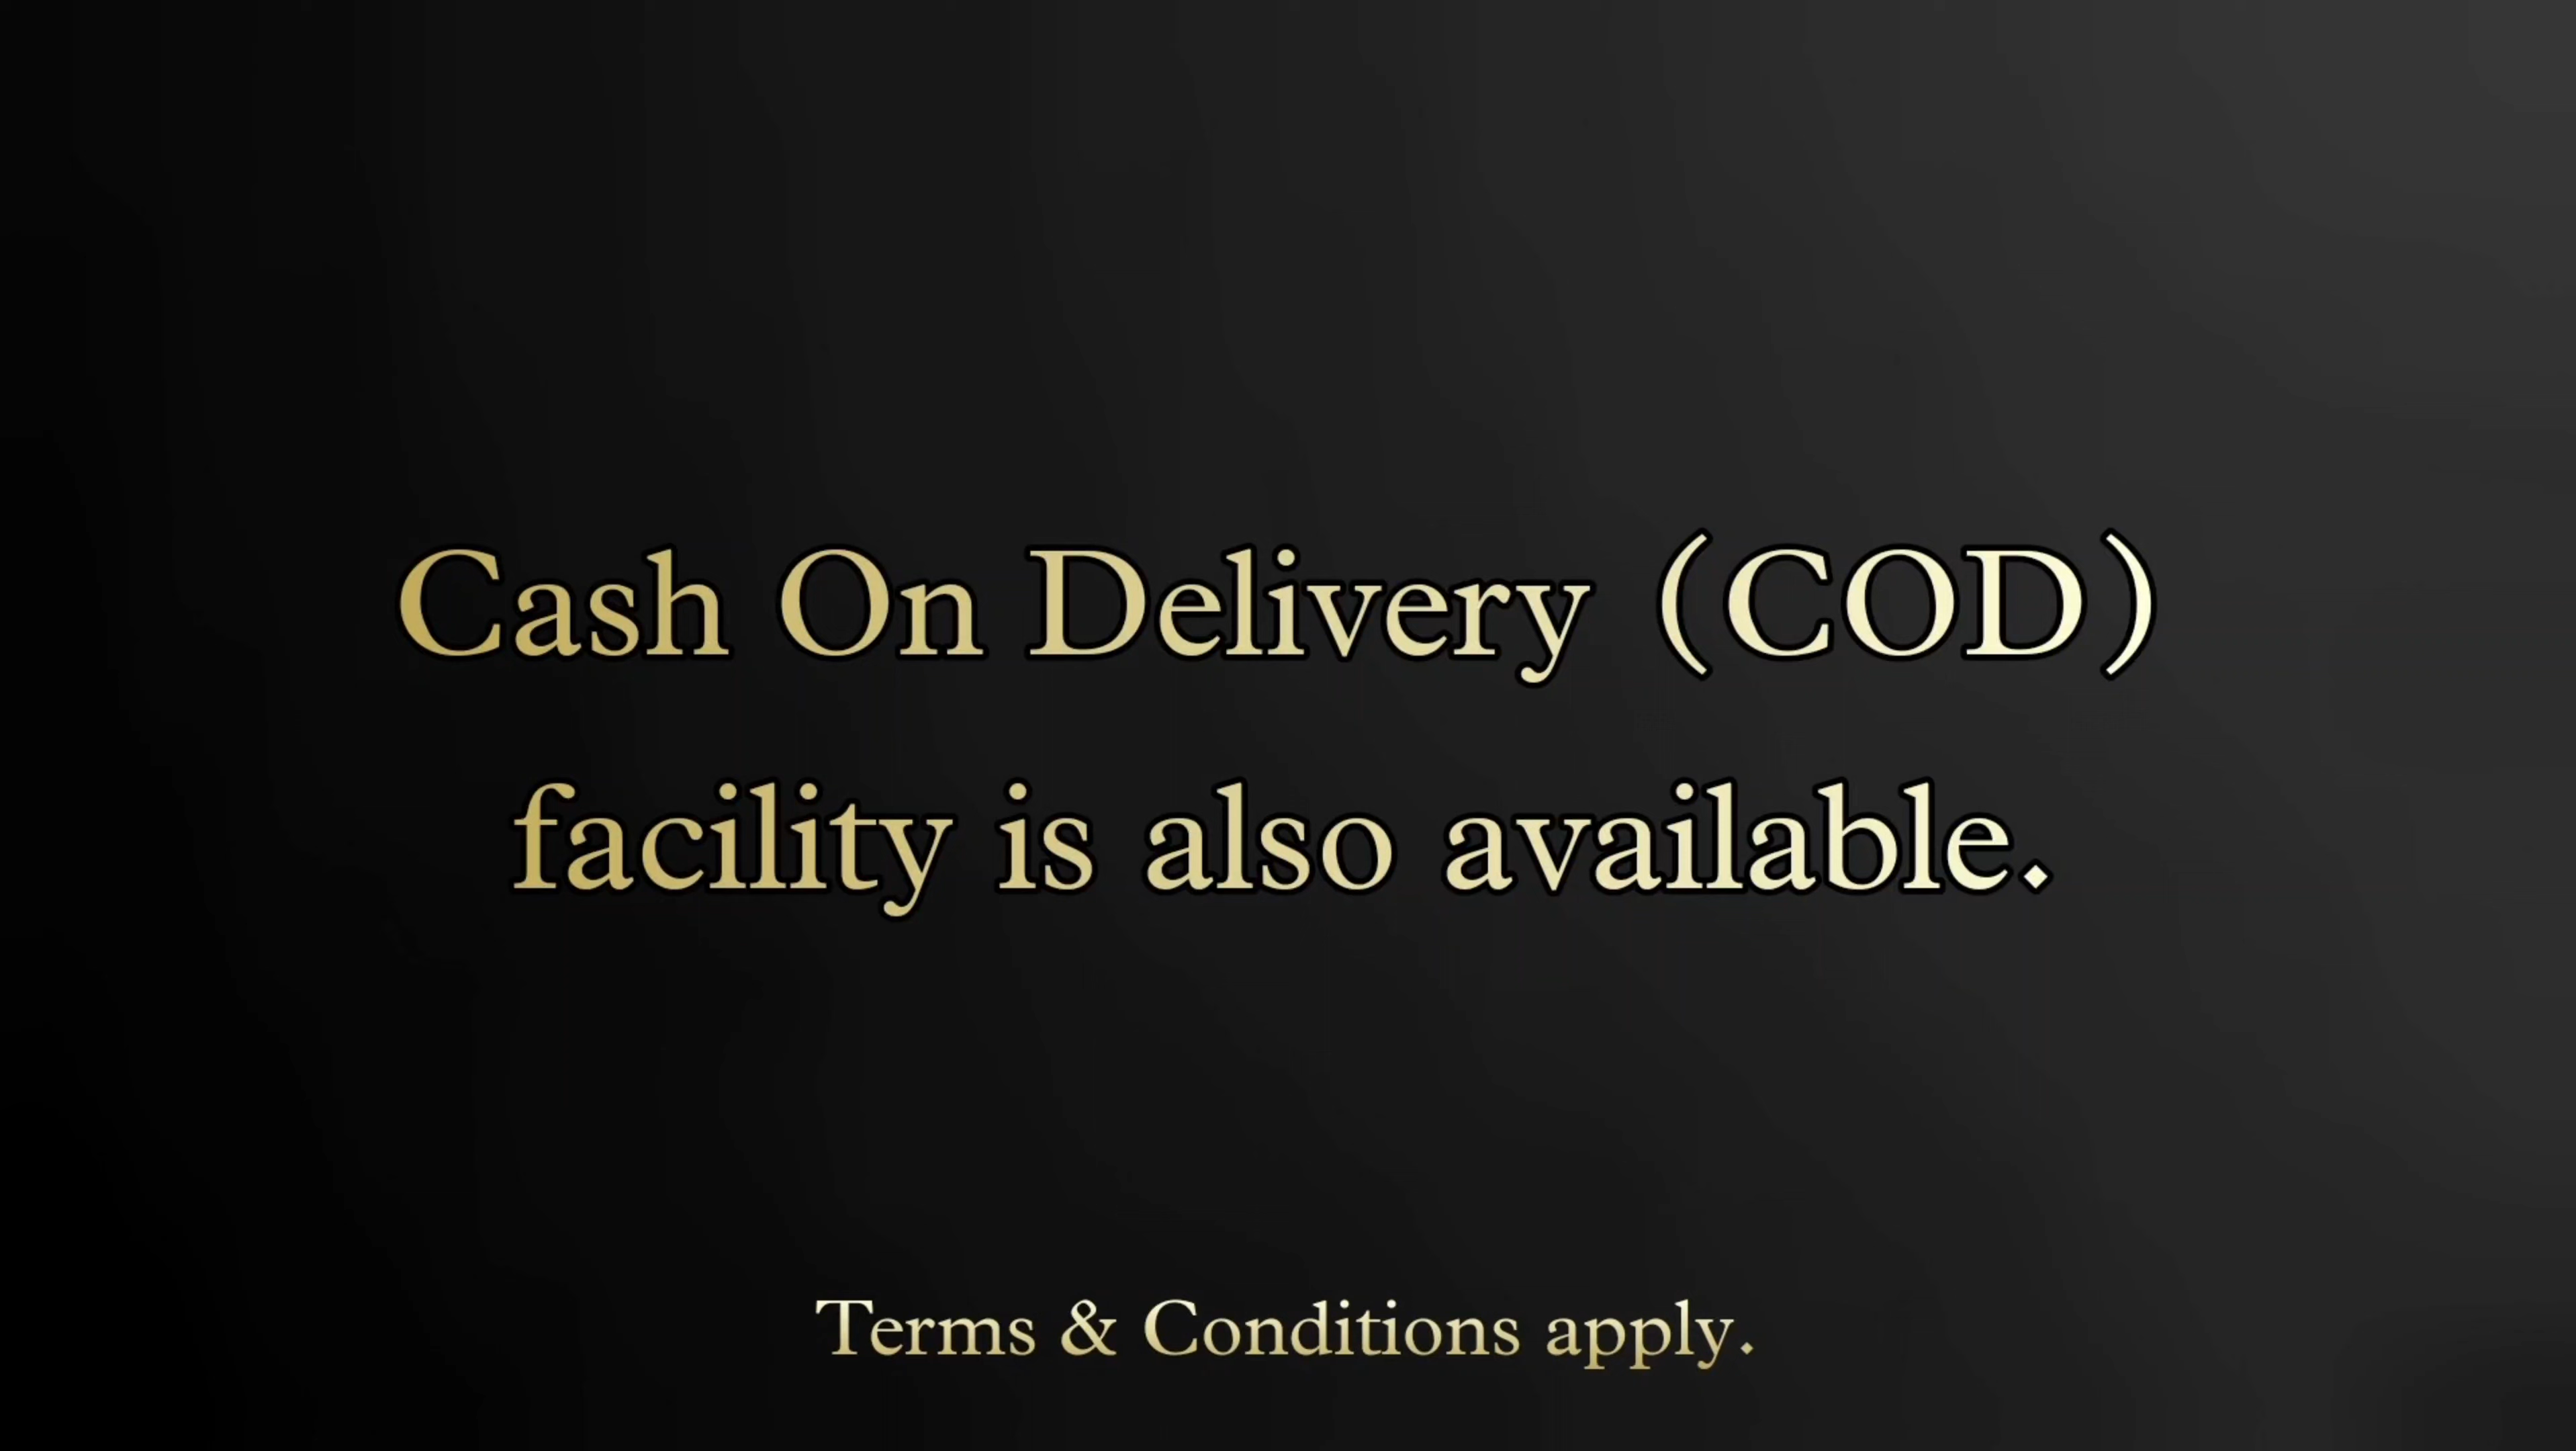 Cash On Delivery (COD)
facility is also available.
Terms & Conditions apply.